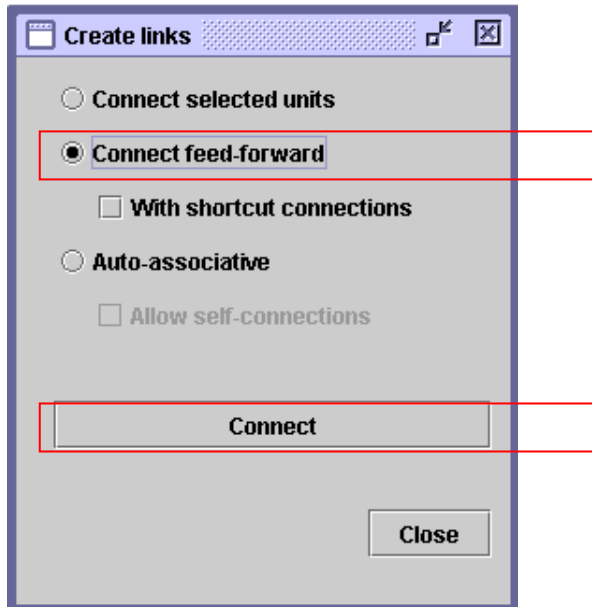 Create links
Connect selected units
Connect feed-forward
With shortcut connections
Auto-associative
Allow self-connections
Connect
Close